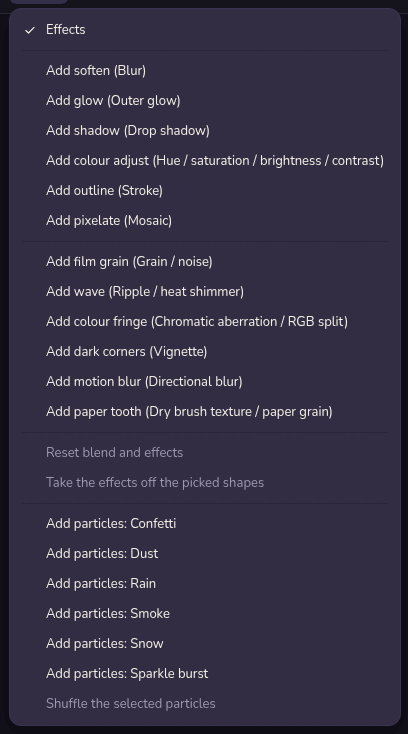 Effects
Add soften (Blur)
Add glow (Outer glow)
Add shadow (Drop shadow)
Add colour adjust (Hue / saturation / brightness / contrast)
Add outline (Stroke)
Add pixelate (Mosaic)
Add film grain (Grain / noise)
Add wave (Ripple / heat shimmer)
Add colour fringe (Chromatic aberration / RGB split)
Add dark corners (Vignette)
Add motion blur (Directional blur)
Add paper tooth (Dry brush texture / paper grain)
Reset blend and effects
Take the effects off the picked shapes
Add particles: Confetti
Add particles: Dust
Add particles: Rain
Add particles: Smoke
Add particles: Snow
Add particles: Sparkle burst
Shuffle the selected particles